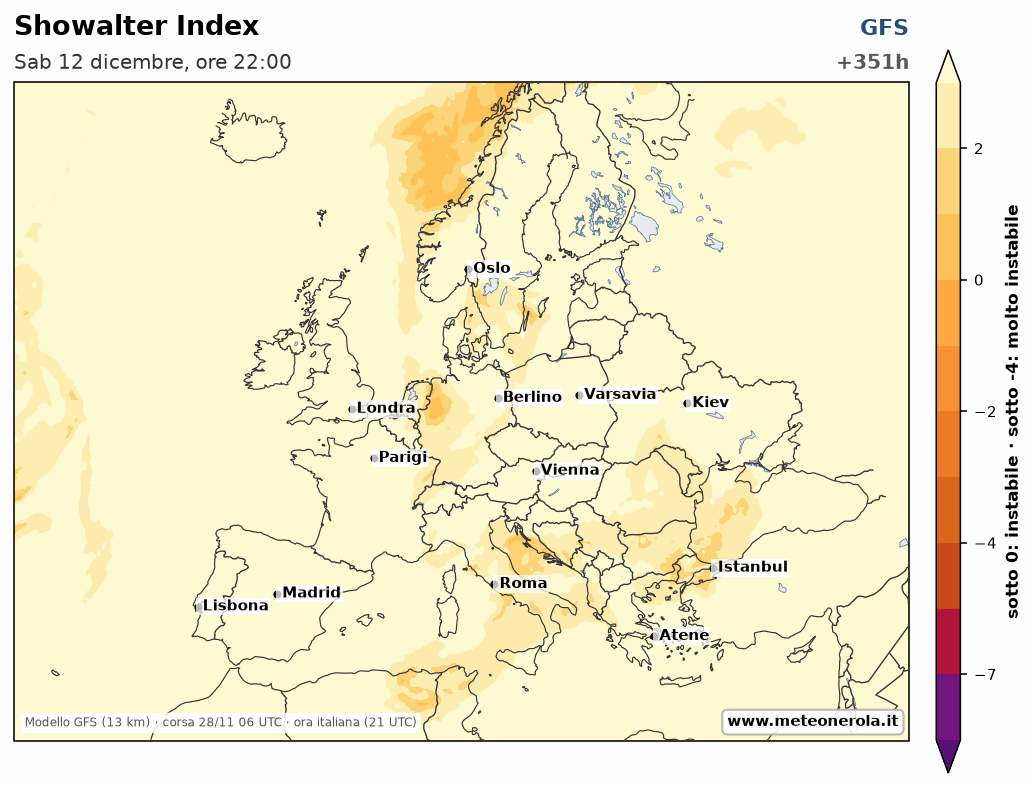 Showalter Index
GFS
Sab 12 dicembre, ore 22:00
+351h
Oslo
Londra
Berlino
Varsavia
Kiev
Parigi
Vienna
Istanbul
Roma
Madrid
Lisbona
Atene
Modello GFS (13 km) · corsa 28/11 06 UTC · ora italiana (21 UTC)
www.meteonerola.it
2
0
−2
−4
−7
sotto 0: instabile · sotto -4: molto instabile